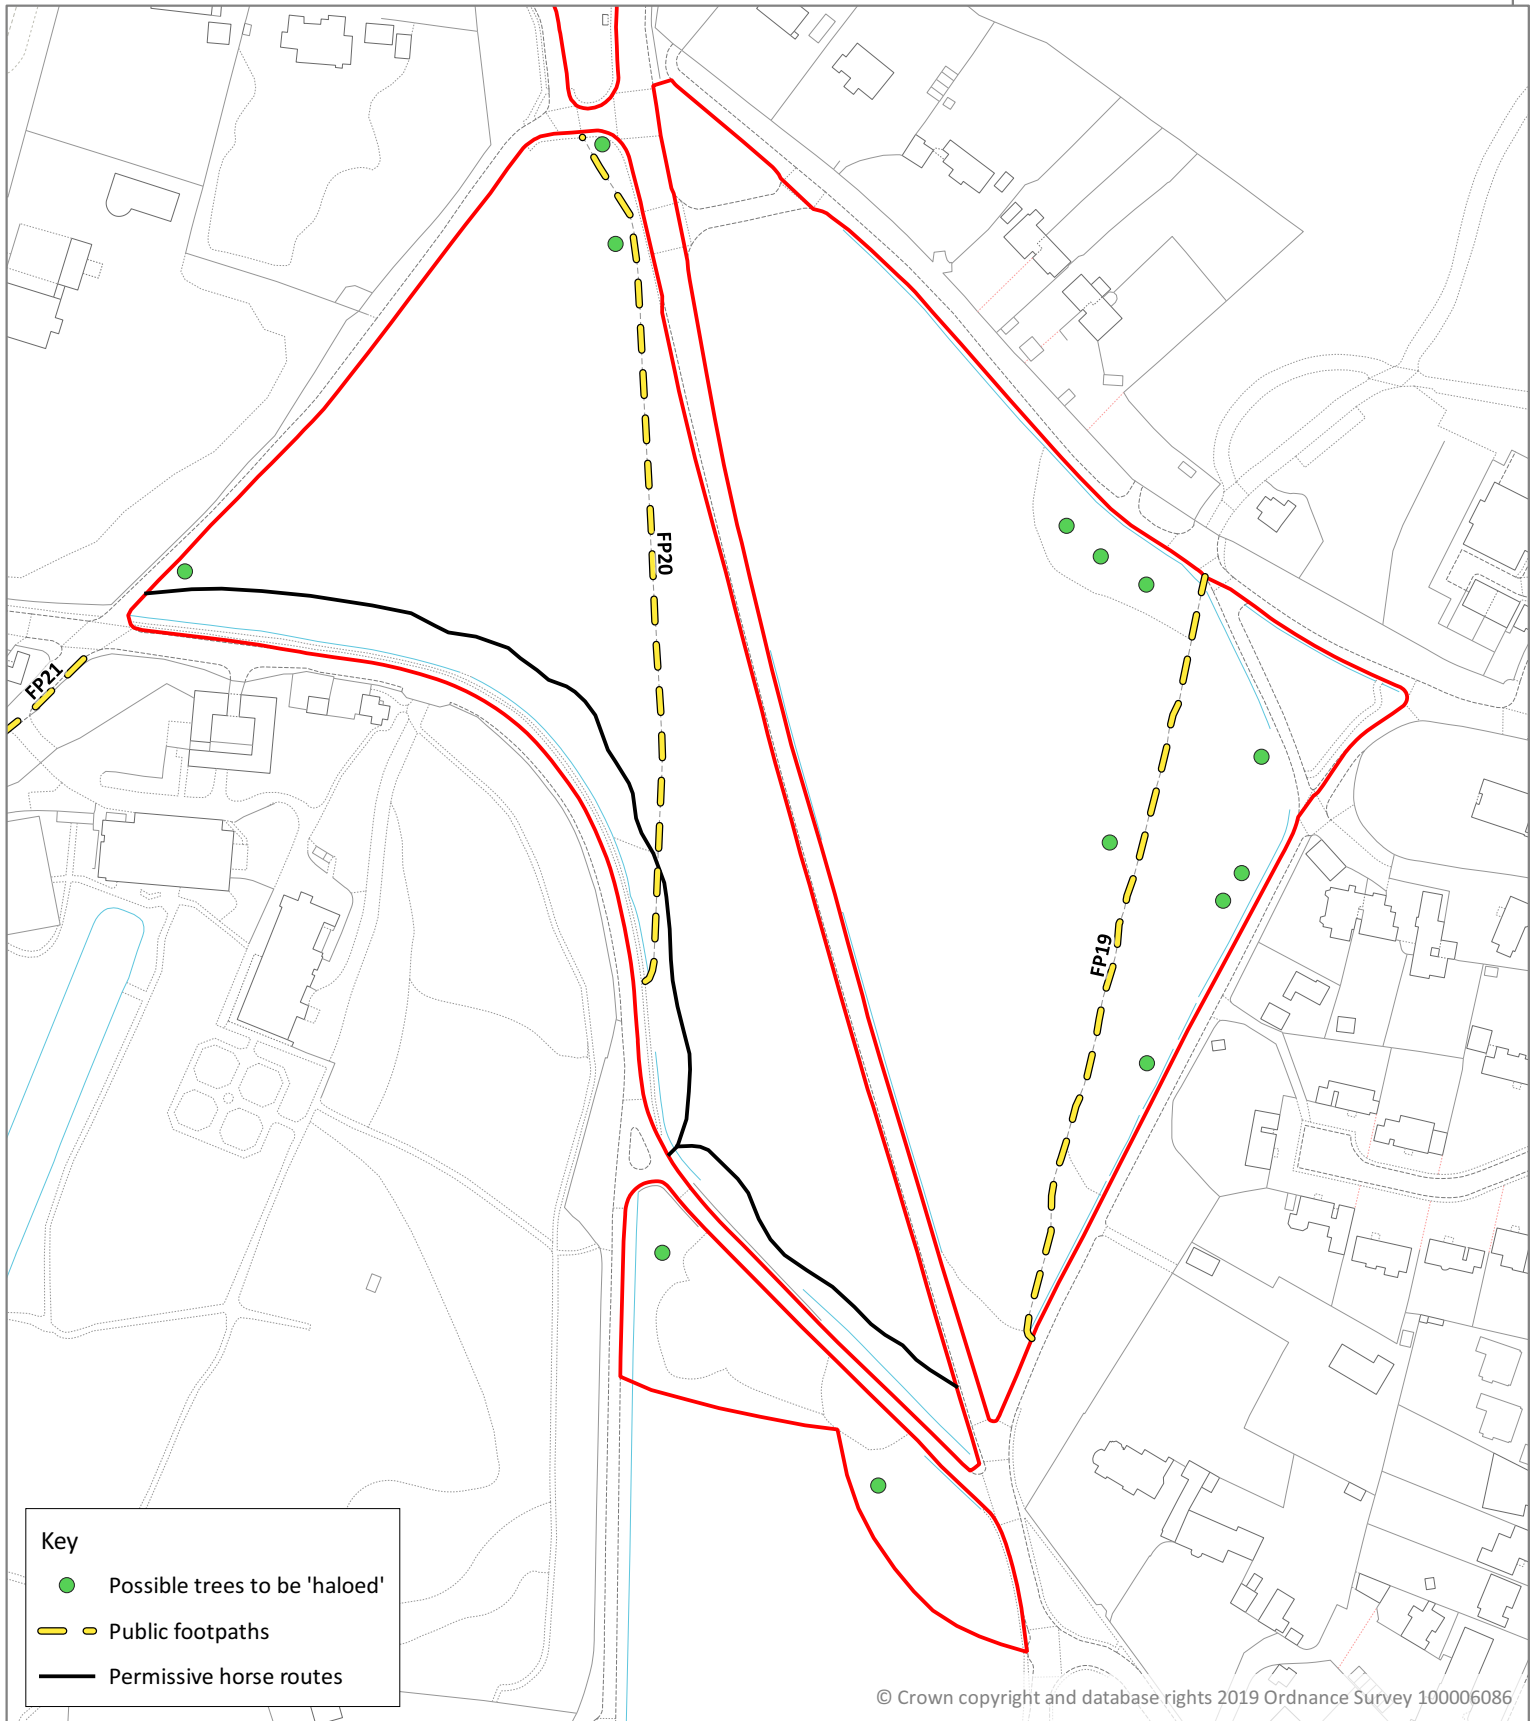 FP20
FP21
FP19
Key
Possible trees to be 'haloed'
Public footpaths
Permissive horse routes
© Crown copyright and database rights 2019 Ordnance Survey 100006086